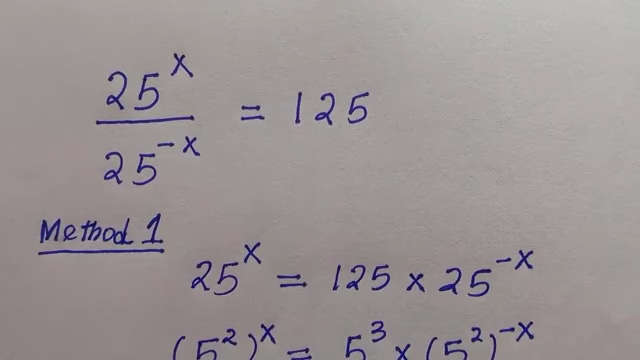 25^x / 25^-x = 125
Method 1
25^x = 125 × 25^-x
(5^2)^x = 5^3 × (5^2)^-x